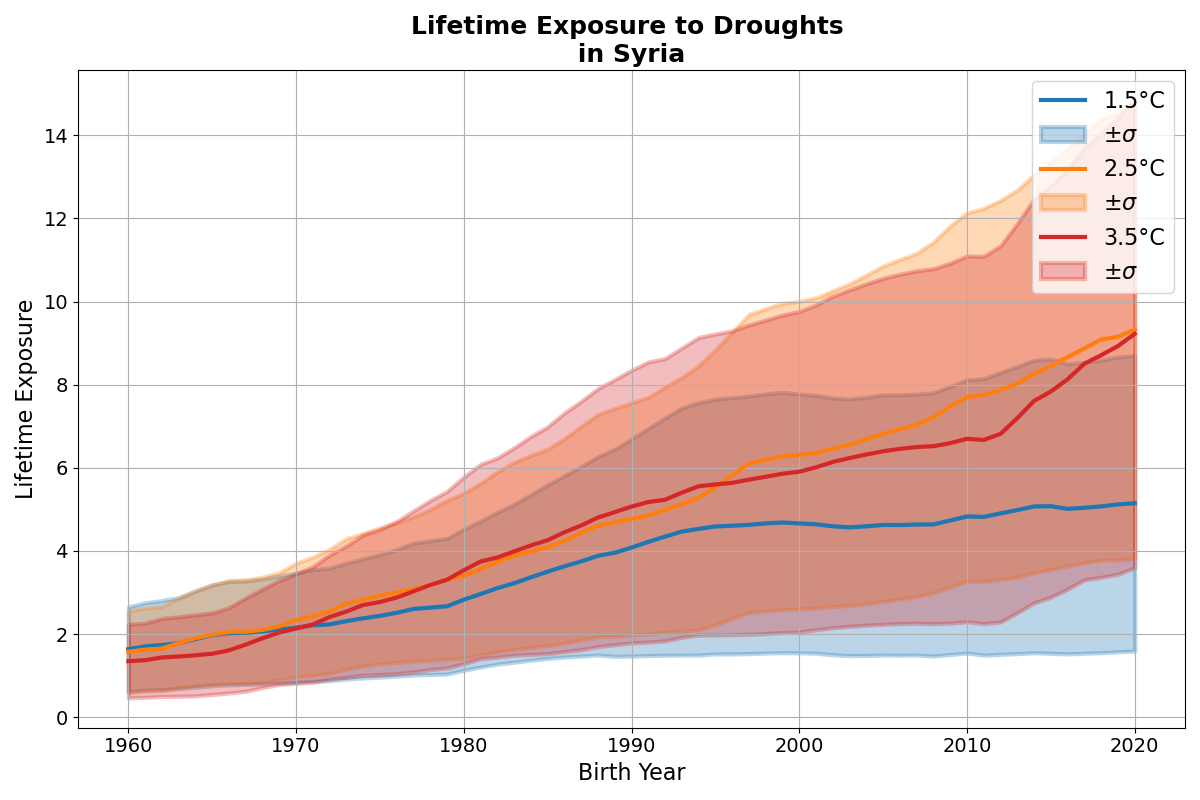 Lifetime Exposure to Droughts
in Syria
Lifetime Exposure
14
12
10
8
6
4
2
0
1960
1970
1980
1990
2000
2010
2020
Birth Year
1.5°C
±σ
2.5°C
±σ
3.5°C
±σ